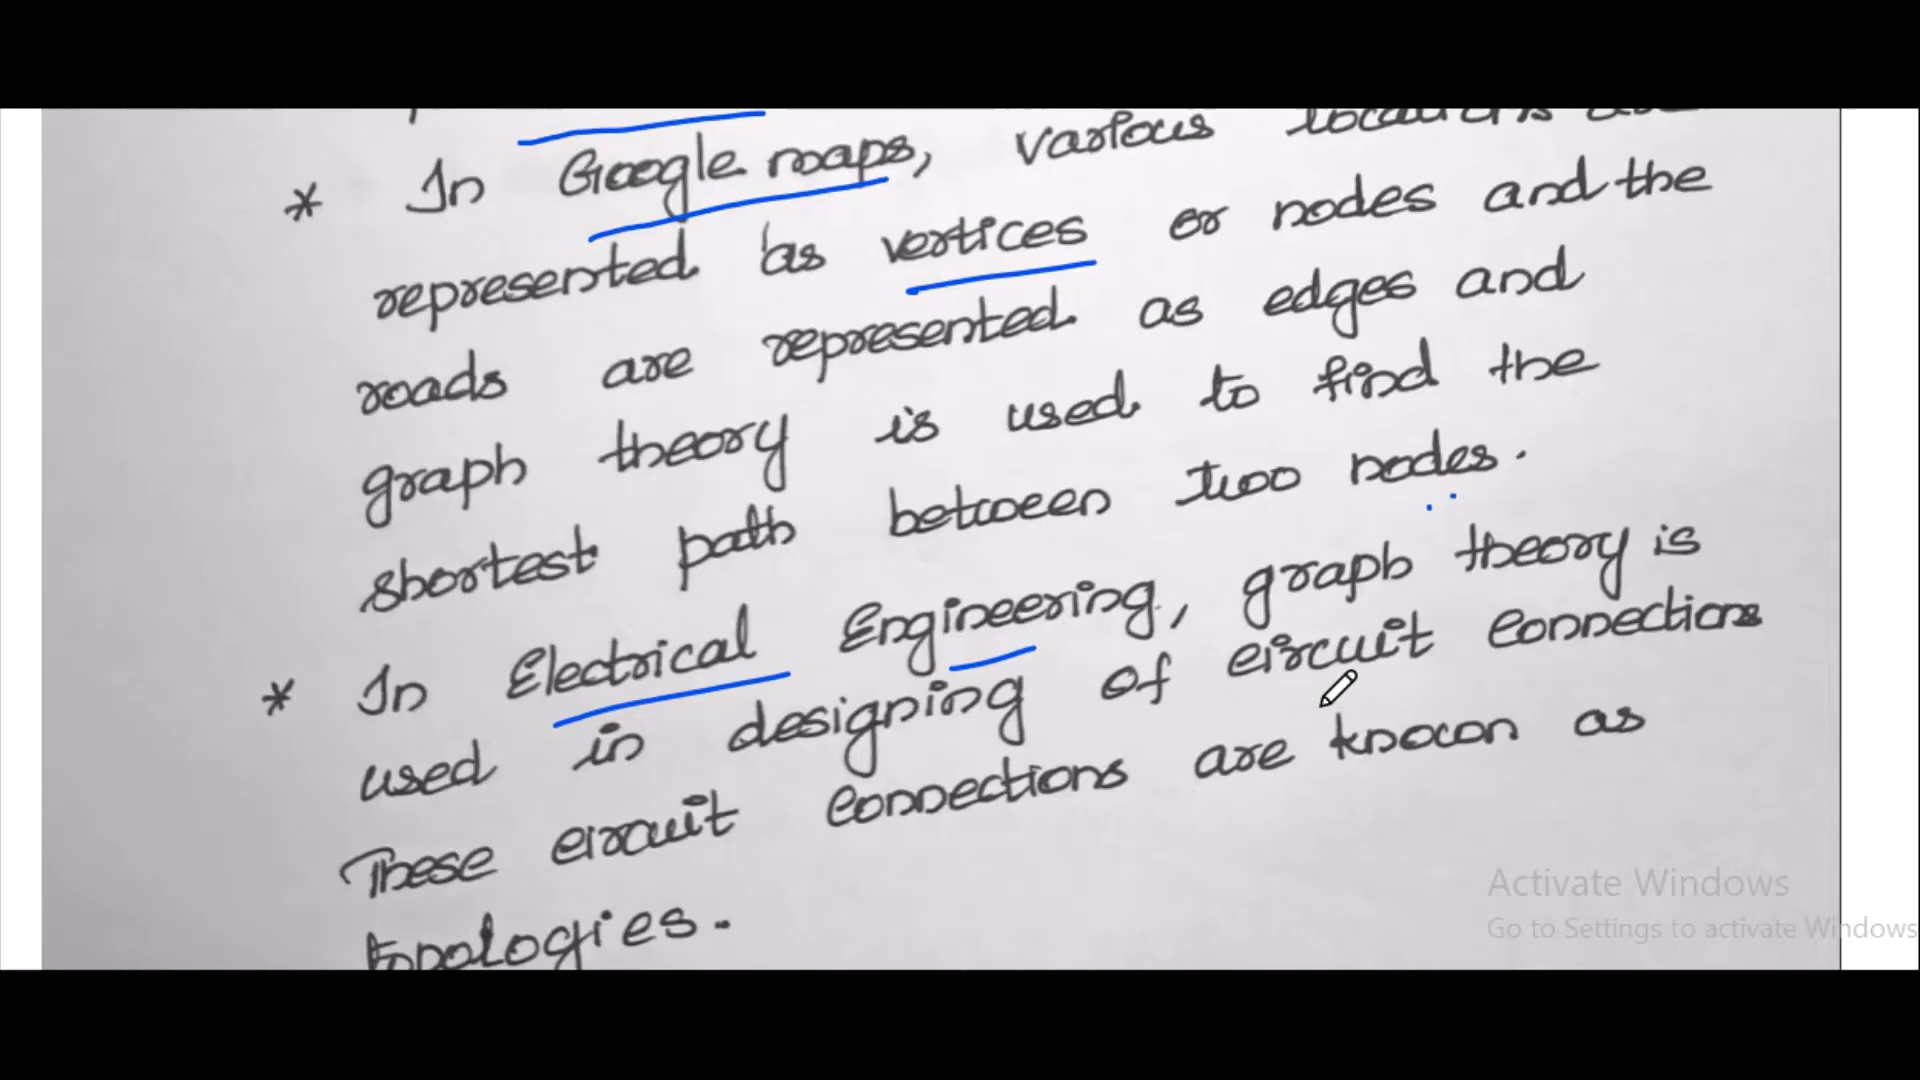 * In Google maps, various locations are
represented as vertices or nodes and the
roads are represented as edges and
graph theory is used to find the
shortest path between two nodes.
* In Electrical Engineering, graph theory is
used in designing of circuit connections
These circuit connections are known as
topologies.
Activate Windows
Go to Settings to activate Windows